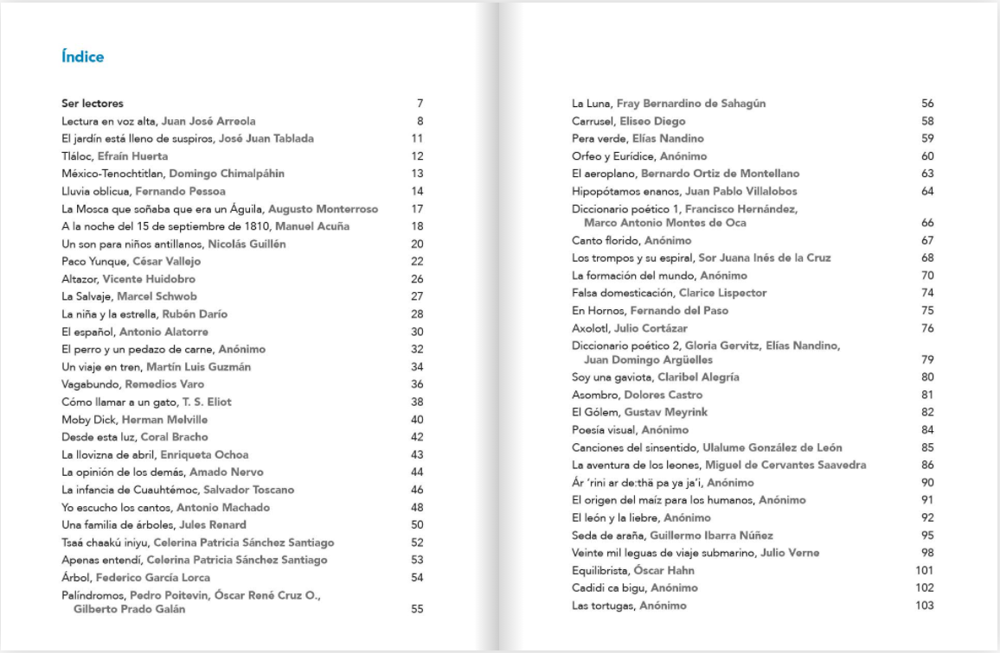 Índice
Ser lectores 7
Lectura en voz alta, Juan José Arreola 8
El jardín está lleno de suspiros, José Juan Tablada 11
Tláloc, Efraín Huerta 12
México-Tenochtitlan, Domingo Chimalpáhin 13
Lluvia oblicua, Fernando Pessoa 14
La Mosca que soñaba que era un Águila, Augusto Monterroso 17
A la noche del 15 de septiembre de 1810, Manuel Acuña 18
Un son para niños antillanos, Nicolás Guillén 20
Paco Yunque, César Vallejo 22
Altazor, Vicente Huidobro 26
La Salvaje, Marcel Schwob 27
La niña y la estrella, Rubén Darío 28
El español, Antonio Alatorre 30
El perro y un pedazo de carne, Anónimo 32
Un viaje en tren, Martín Luis Guzmán 34
Vagabundo, Remedios Varo 36
Cómo llamar a un gato, T. S. Eliot 38
Moby Dick, Herman Melville 40
Desde esta luz, Coral Bracho 42
La llovizna de abril, Enriqueta Ochoa 43
La opinión de los demás, Amado Nervo 44
La infancia de Cuauhtémoc, Salvador Toscano 46
Yo escucho los cantos, Antonio Machado 48
Una familia de árboles, Jules Renard 50
Tsaá chaakú iniyu, Celerina Patricia Sánchez Santiago 52
Apenas entendí, Celerina Patricia Sánchez Santiago 53
Árbol, Federico García Lorca 54
Palíndromos, Pedro Poitevin, Óscar René Cruz O.,
Gilberto Prado Galán 55
La Luna, Fray Bernardino de Sahagún 56
Carrusel, Eliseo Diego 58
Pera verde, Elías Nandino 59
Orfeo y Eurídice, Anónimo 60
El aeroplano, Bernardo Ortiz de Montellano 63
Hipopótamos enanos, Juan Pablo Villalobos 64
Diccionario poético 1, Francisco Hernández,
Marco Antonio Montes de Oca 66
Canto florido, Anónimo 67
Los trompos y su espiral, Sor Juana Inés de la Cruz 68
La formación del mundo, Anónimo 70
Falsa domesticación, Clarice Lispector 74
En Hornos, Fernando del Paso 75
Axolotl, Julio Cortázar 76
Diccionario poético 2, Gloria Gervitz, Elías Nandino,
Juan Domingo Argüelles 79
Soy una gaviota, Claribel Alegría 80
Asombro, Dolores Castro 81
El Gólem, Gustav Meyrink 82
Poesía visual, Anónimo 84
Canciones del sinsentido, Ulalume González de León 85
La aventura de los leones, Miguel de Cervantes Saavedra 86
Ár ‘rini ar de:thä pa ya ja’i, Anónimo 90
El origen del maíz para los humanos, Anónimo 91
El león y la liebre, Anónimo 92
Seda de araña, Guillermo Ibarra Núñez 95
Veinte mil leguas de viaje submarino, Julio Verne 98
Equilibrista, Óscar Hahn 101
Cadidi ca bigu, Anónimo 102
Las tortugas, Anónimo 103